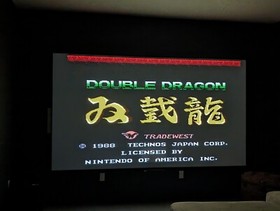 DOUBLE DRAGON
双截龍
TRADEWEST
© 1988 TECHNOS JAPAN CORP.
LICENSED BY
NINTENDO OF AMERICA INC.